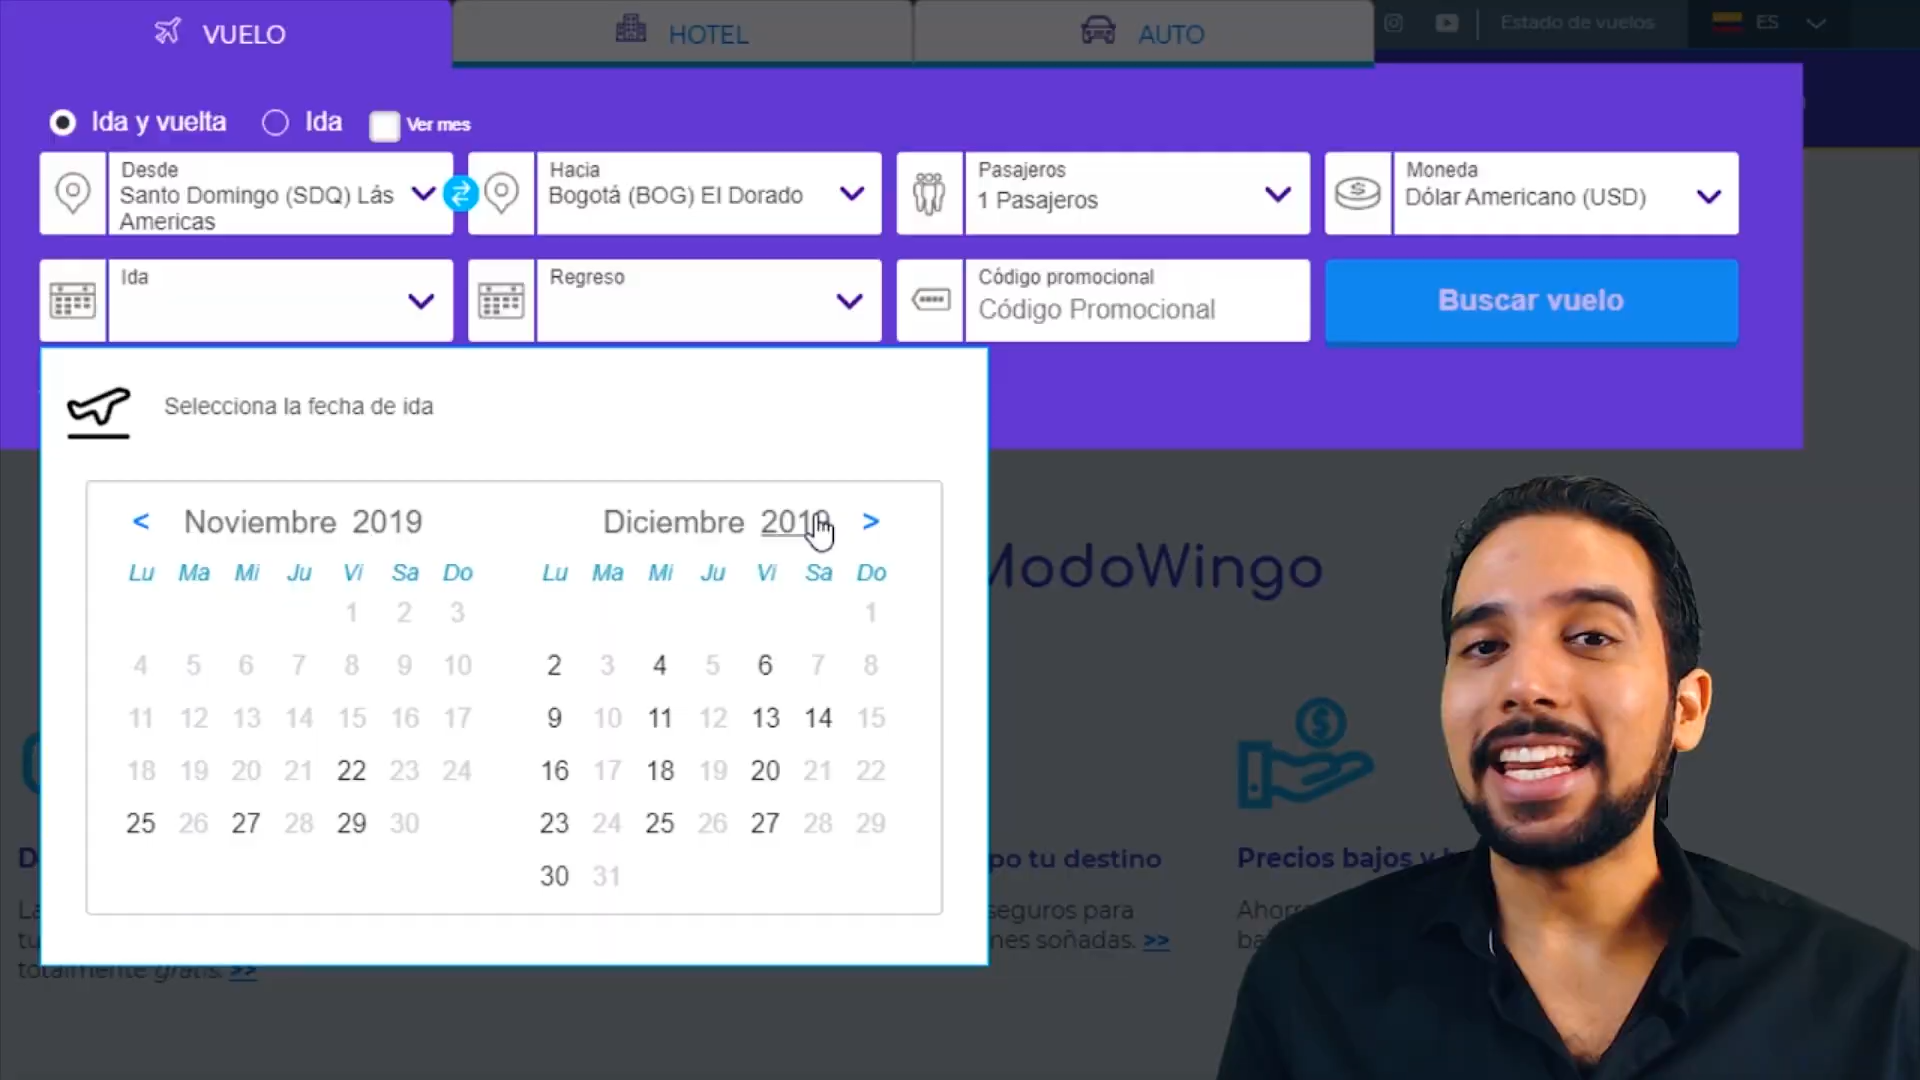 VUELO
HOTEL
AUTO
Estado de vuelos
ES
Ida y vuelta
Ida
Ver mes
Desde
Santo Domingo (SDQ) Lás
Americas
Hacia
Bogotá (BOG) El Dorado
Pasajeros
1 Pasajeros
Moneda
Dólar Americano (USD)
Ida
Regreso
Código promocional
Código Promocional
Buscar vuelo
Selecciona la fecha de ida
< Noviembre 2019
Diciembre 2019 >
Lu Ma Mi Ju Vi Sa Do
1 2 3
4 5 6 7 8 9 10
11 12 13 14 15 16 17
18 19 20 21 22 23 24
25 26 27 28 29 30
Lu Ma Mi Ju Vi Sa Do
1
2 3 4 5 6 7 8
9 10 11 12 13 14 15
16 17 18 19 20 21 22
23 24 25 26 27 28 29
30 31
ModoWingo
tu destino
seguros para
soñadas. >>
Precios bajos y
totalmente gratis. >>